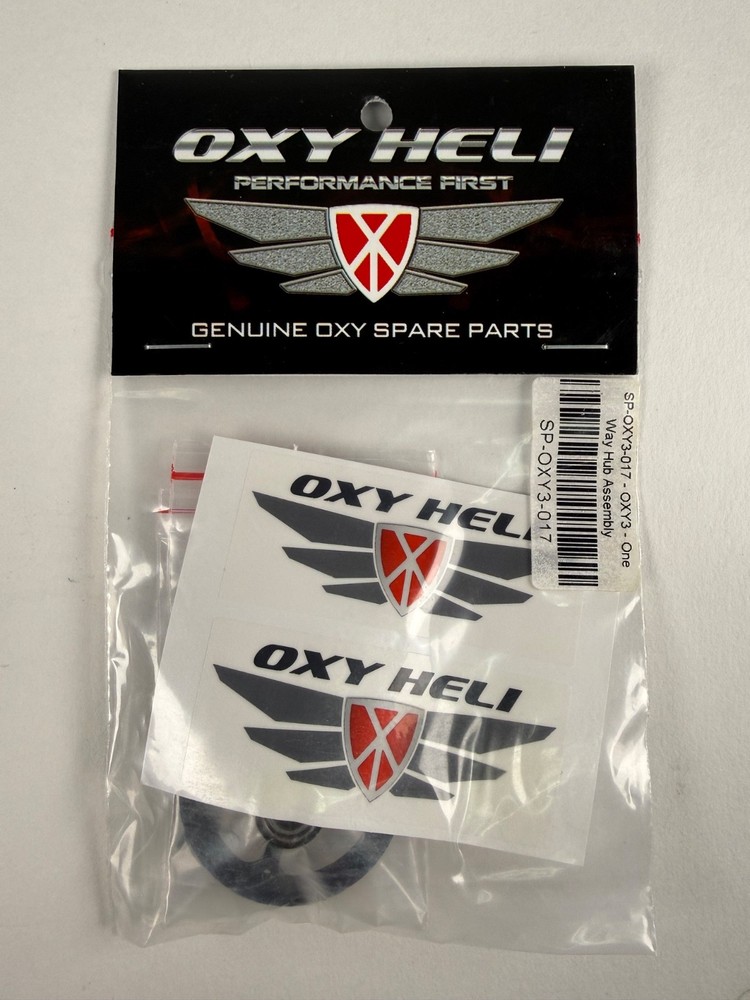 OXY HELI
PERFORMANCE FIRST
GENUINE OXY SPARE PARTS
SP-OXY3-017 - OXY3 - One
Way Hub Assembly
SP-OXY3-017
OXY HELI
OXY HELI